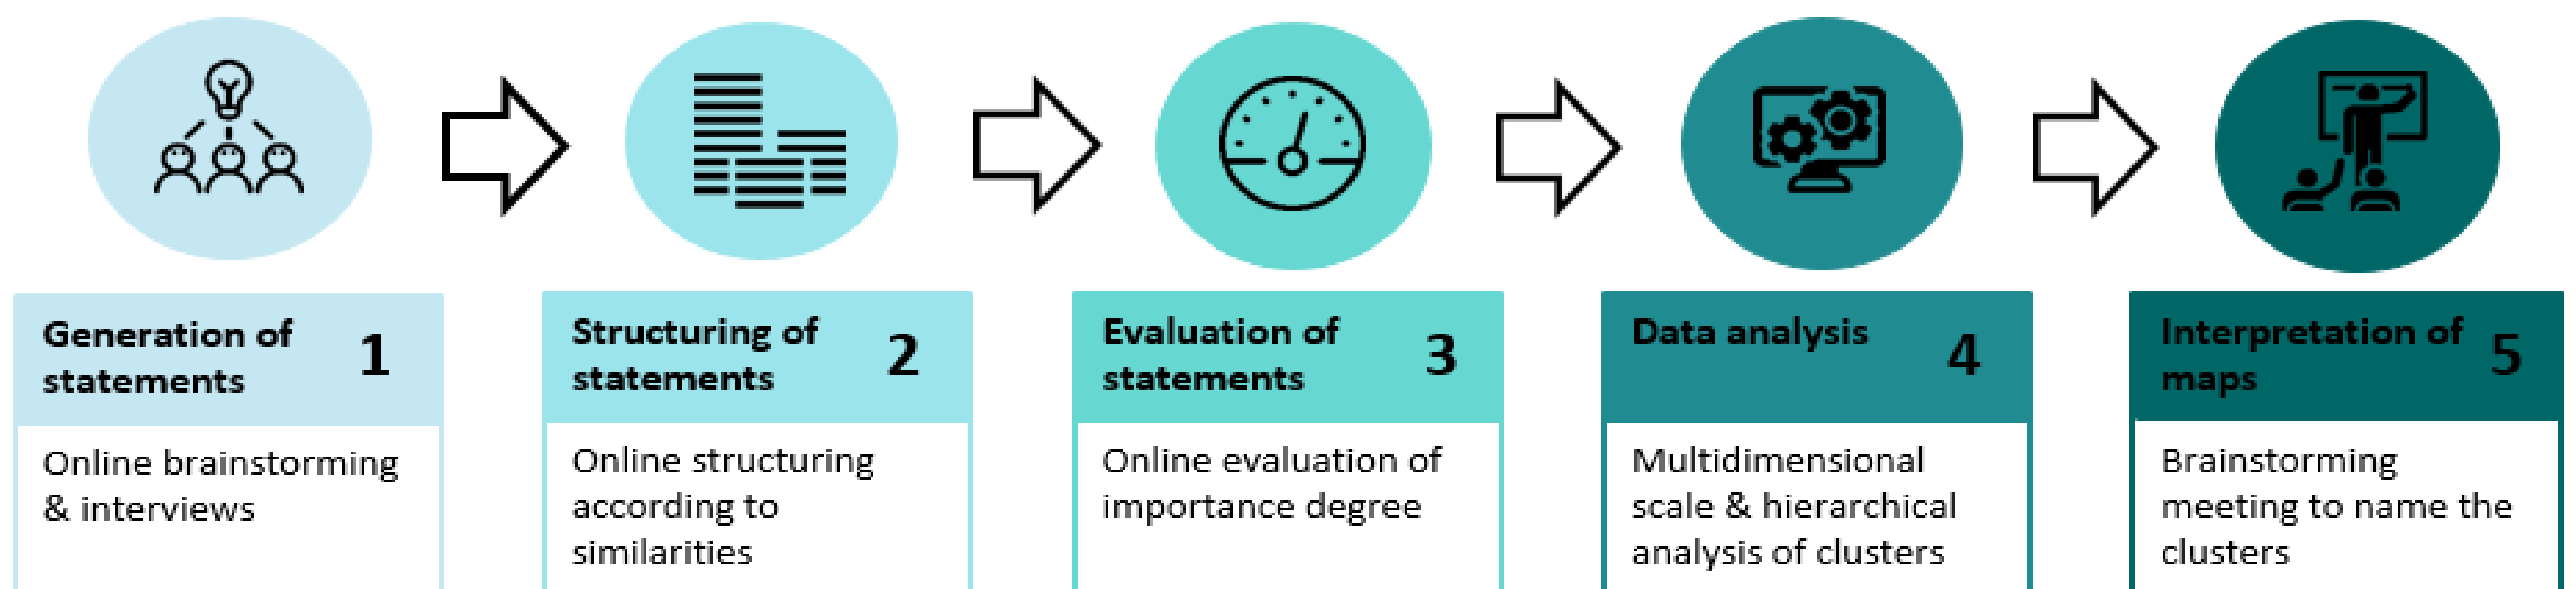 Generation of
statements
1
Online brainstorming
& interviews
Structuring of
statements
2
Online structuring
according to
similarities
Evaluation of
statements
3
Online evaluation of
importance degree
Data analysis
4
Multidimensional
scale & hierarchical
analysis of clusters
Interpretation of
maps
5
Brainstorming
meeting to name the
clusters